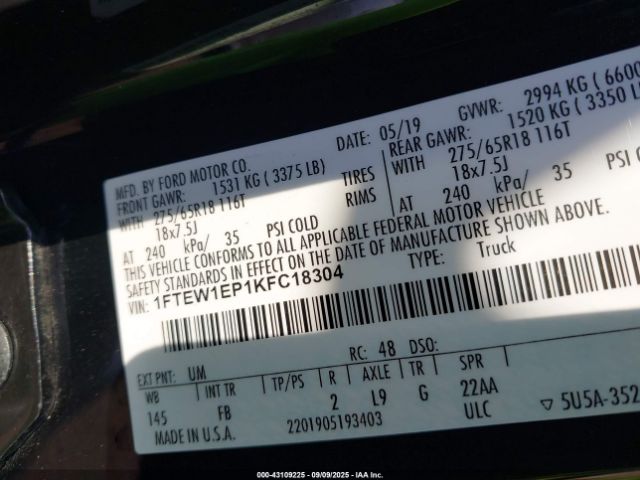 MFD. BY FORD MOTOR CO.
DATE: 05/19
GVWR: 2994 KG (6600
FRONT GAWR: 1531 KG (3375 LB)
REAR GAWR: 1520 KG (3350 LB
WITH 275/65R18 116T TIRES
WITH 275/65R18 116T
18x7.5J RIMS
18x7.5J
AT 240 kPa/ 35 PSI COLD
AT 240 kPa/ 35 PSI CO
THIS VEHICLE CONFORMS TO ALL APPLICABLE FEDERAL MOTOR VEHICLE
SAFETY STANDARDS IN EFFECT ON THE DATE OF MANUFACTURE SHOWN ABOVE.
VIN: 1FTEW1EP1KFC18304
TYPE: Truck
EXT PNT: UM RC: 48 DSO:
WB INT TR TP/PS R AXLE TR SPR
145 FB 2 L9 G 22AA
MADE IN U.S.A. 2201905193403 ULC
▽ 5U5A-352
000-43109225 - 09/09/2025 - IAAI CORP